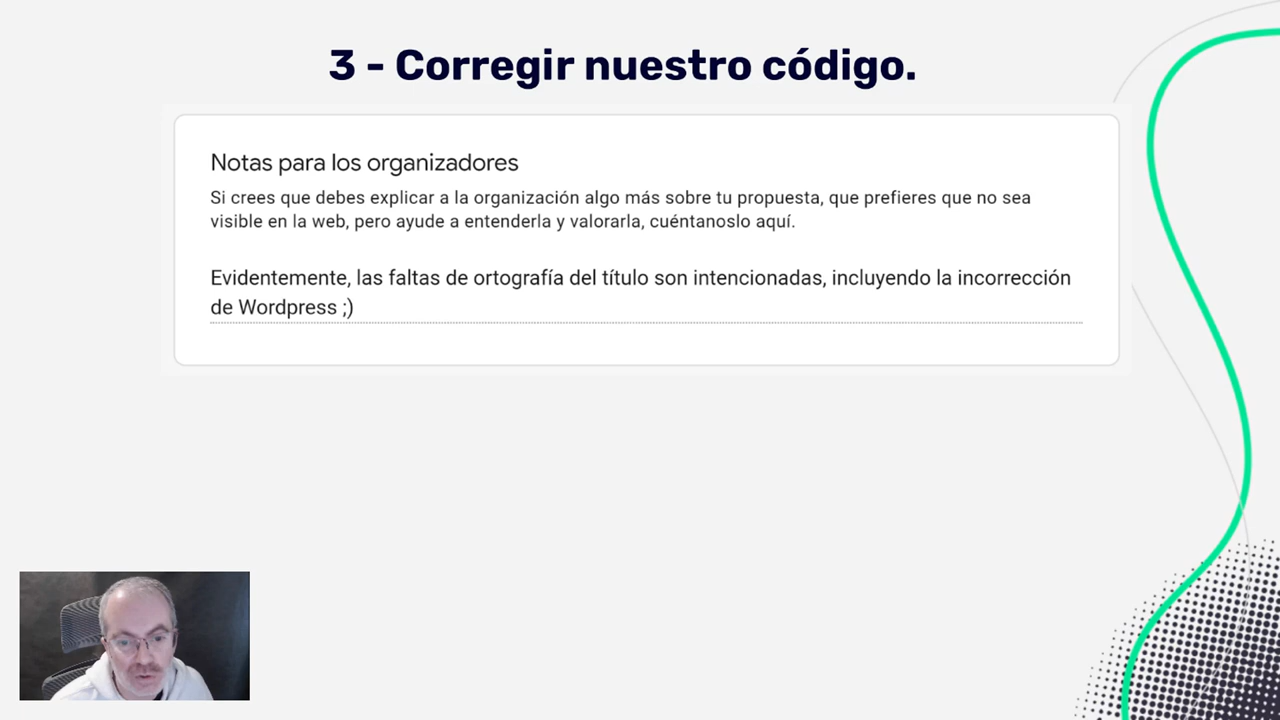 3 - Corregir nuestro código.
Notas para los organizadores
Si crees que debes explicar a la organización algo más sobre tu propuesta, que prefieres que no sea
visible en la web, pero ayude a entenderla y valorarla, cuéntanoslo aquí.
Evidentemente, las faltas de ortografía del título son intencionadas, incluyendo la incorrección
de Wordpress ;)